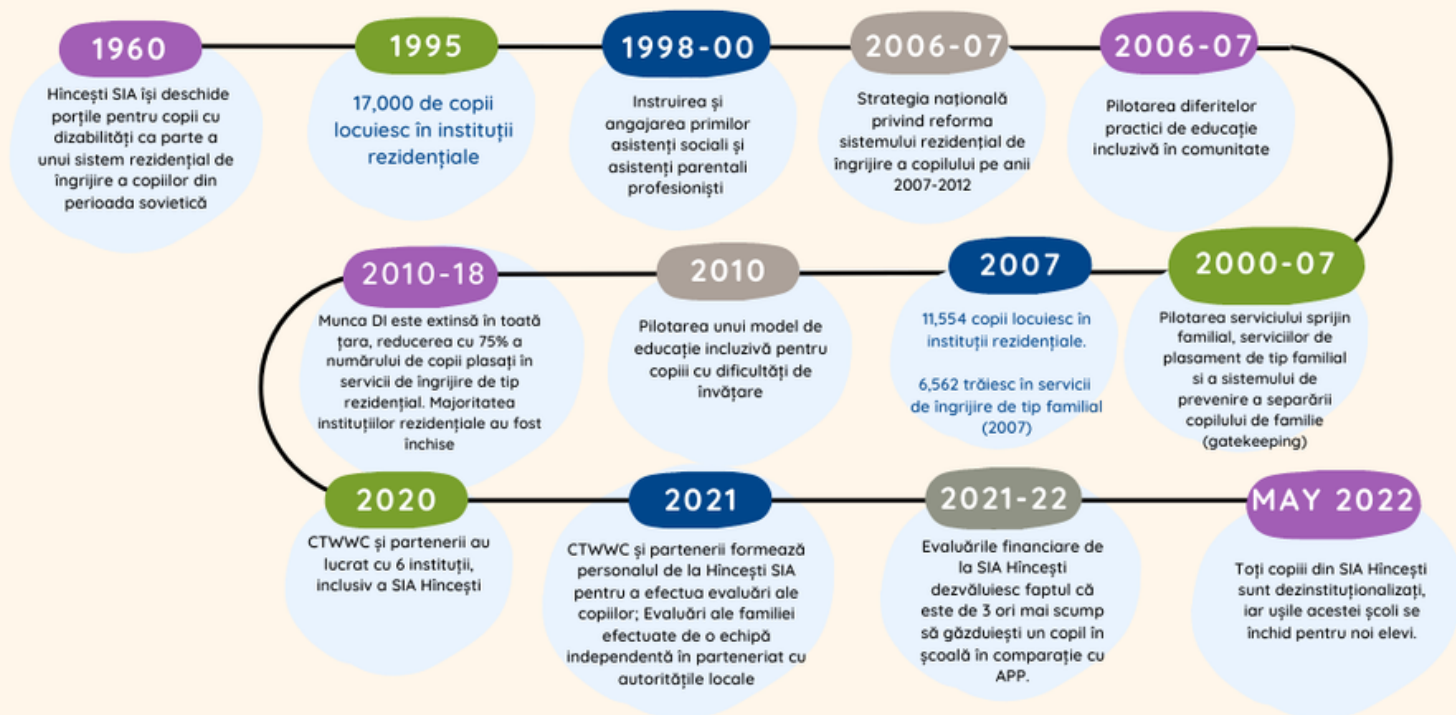 1960
Hîncești SIA își deschide
porțile pentru copii cu
dizabilități ca parte a
unui sistem rezidențial de
îngrijire a copiilor din
perioada sovietică
1995
17,000 de copii
locuiesc în instituții
rezidențiale
1998-00
Instruirea și
angajarea primilor
asistenți sociali și
asistenți parentali
profesioniști
2006-07
Strategia națională
privind reforma
sistemului rezidențial de
îngrijire a copilului pe anii
2007-2012
2006-07
Pilotarea diferitelor
practici de educație
incluzivă în comunitate
2000-07
Pilotarea serviciului sprijin
familial, serviciilor de
plasament de tip familial
si a sistemului de
prevenire a separării
copilului de familie
(gatekeeping)
2007
11,554 copii locuiesc în
instituții rezidențiale.
6,562 trăiesc în servicii
de îngrijire de tip familial
(2007)
2010
Pilotarea unui model de
educație incluzivă pentru
copiii cu dificultăți de
învățare
2010-18
Munca DI este extinsă în toată
țara, reducerea cu 75% a
numărului de copii plasați în
servicii de îngrijire de tip
rezidențial. Majoritatea
instituțiilor rezidențiale au fost
închise
2020
CTWWC și partenerii au
lucrat cu 6 instituții,
inclusiv a SIA Hîncești
2021
CTWWC și partenerii formează
personalul de la Hîncești SIA
pentru a efectua evaluări ale
copiilor; Evaluări ale familiei
efectuate de o echipă
independentă în parteneriat cu
autoritățile locale
2021-22
Evaluările financiare de
la SIA Hîncești
dezvăluiesc faptul că
este de 3 ori mai scump
să găzduiești un copil în
școală în comparație cu
APP.
MAY 2022
Toți copiii din SIA Hîncești
sunt dezinstituționalizați,
iar ușile acestei școli se
închid pentru noi elevi.